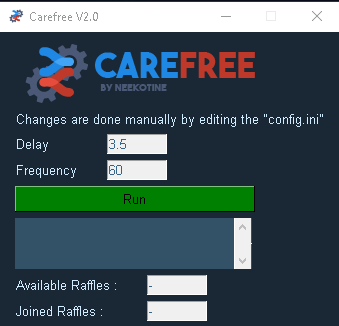 Carefree V2.0
CAREFREE
BY NEEKOTINE
Changes are done manually by editing the "config.ini"
Delay 3.5
Frequency 60
Run
Available Raffles : -
Joined Raffles : -